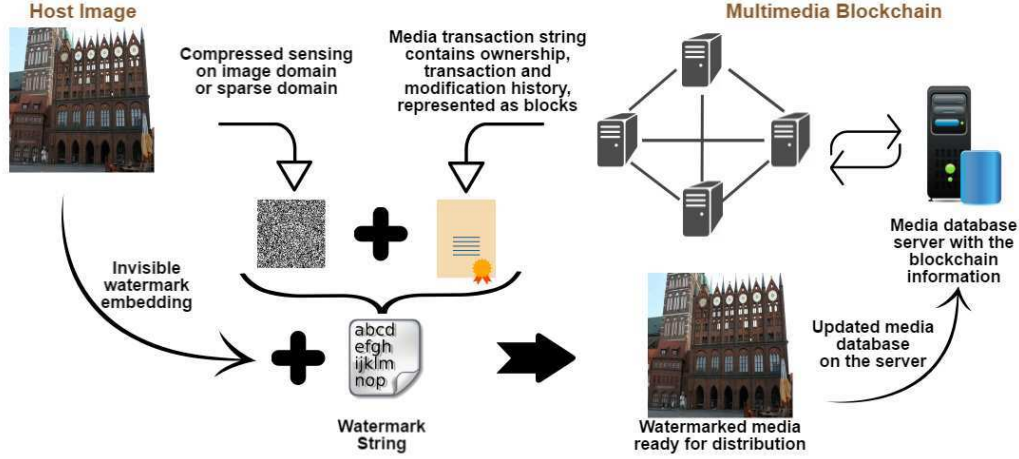 Host Image
Multimedia Blockchain
Compressed sensing
on image domain
or sparse domain
Media transaction string
contains ownership,
transaction and
modification history,
represented as blocks
Media database
server with the
blockchain
information
Invisible
watermark
embedding
abcd
efgh
ijklm
nop
Updated media
database
on the server
Watermark
String
Watermarked media
ready for distribution